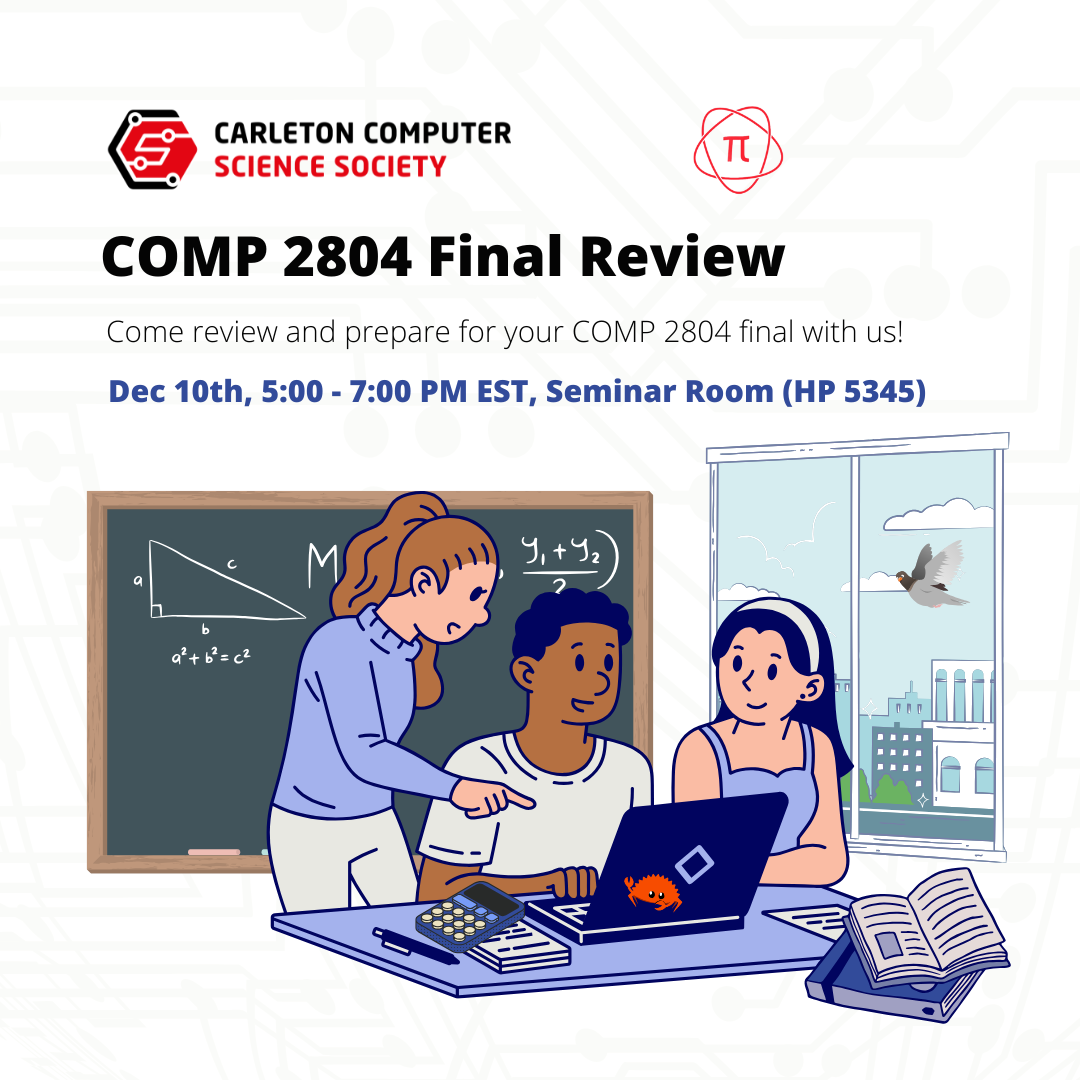 CARLETON COMPUTER
SCIENCE SOCIETY
π
COMP 2804 Final Review
Come review and prepare for your COMP 2804 final with us!
Dec 10th, 5:00 - 7:00 PM EST, Seminar Room (HP 5345)
a
c
b
a² + b² = c²
M
, y₁ + y₂ )
2